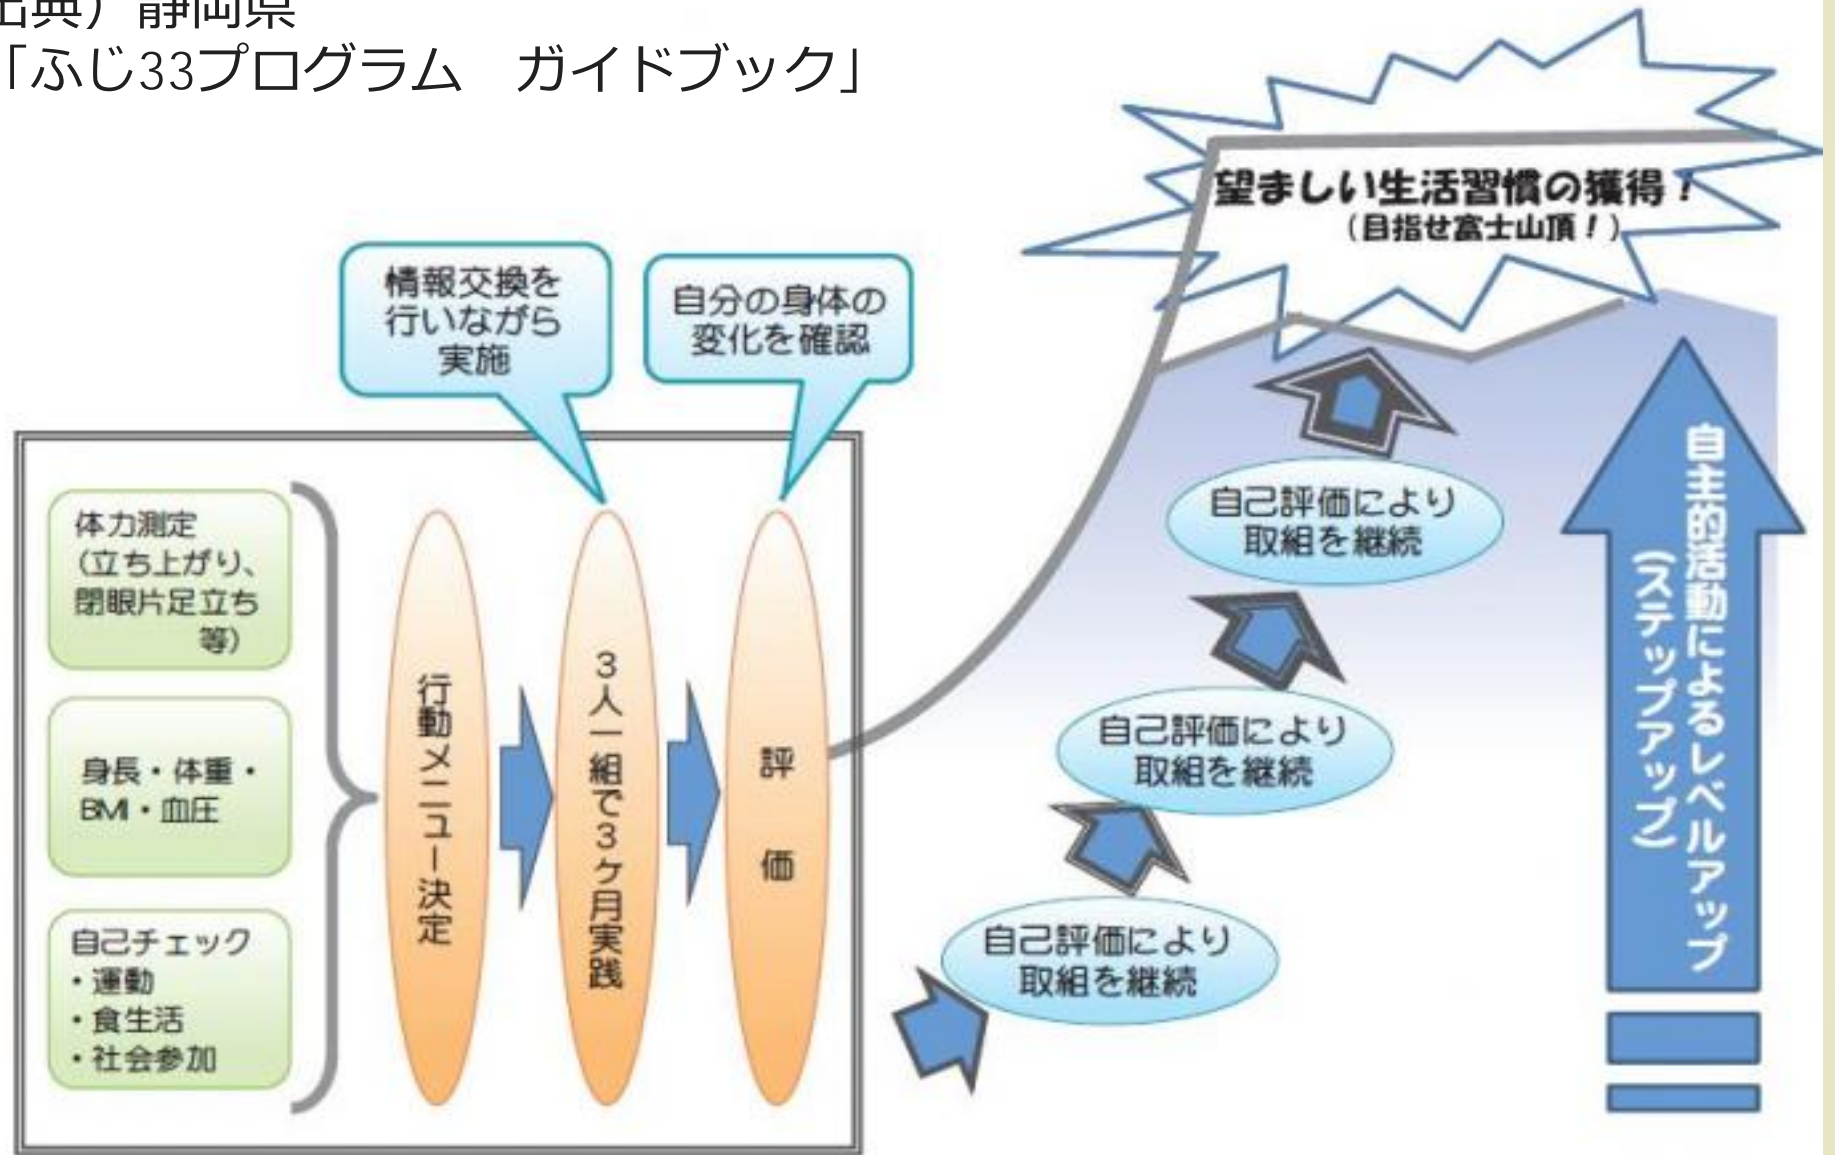 出典）静岡県
「ふじ33プログラム　ガイドブック」
望ましい生活習慣の獲得！
（目指せ富士山頂！）
情報交換を
行いながら
実施
自分の身体の
変化を確認
体力測定
（立ち上がり、
閉眼片足立ち
等）
身長・体重・
BMI・血圧
自己チェック
・運動
・食生活
・社会参加
行動メニュー決定
３人一組で３ヶ月実践
評価
自己評価により
取組を継続
自己評価により
取組を継続
自己評価により
取組を継続
自主的活動によるレベルアップ
（ステップアップ）